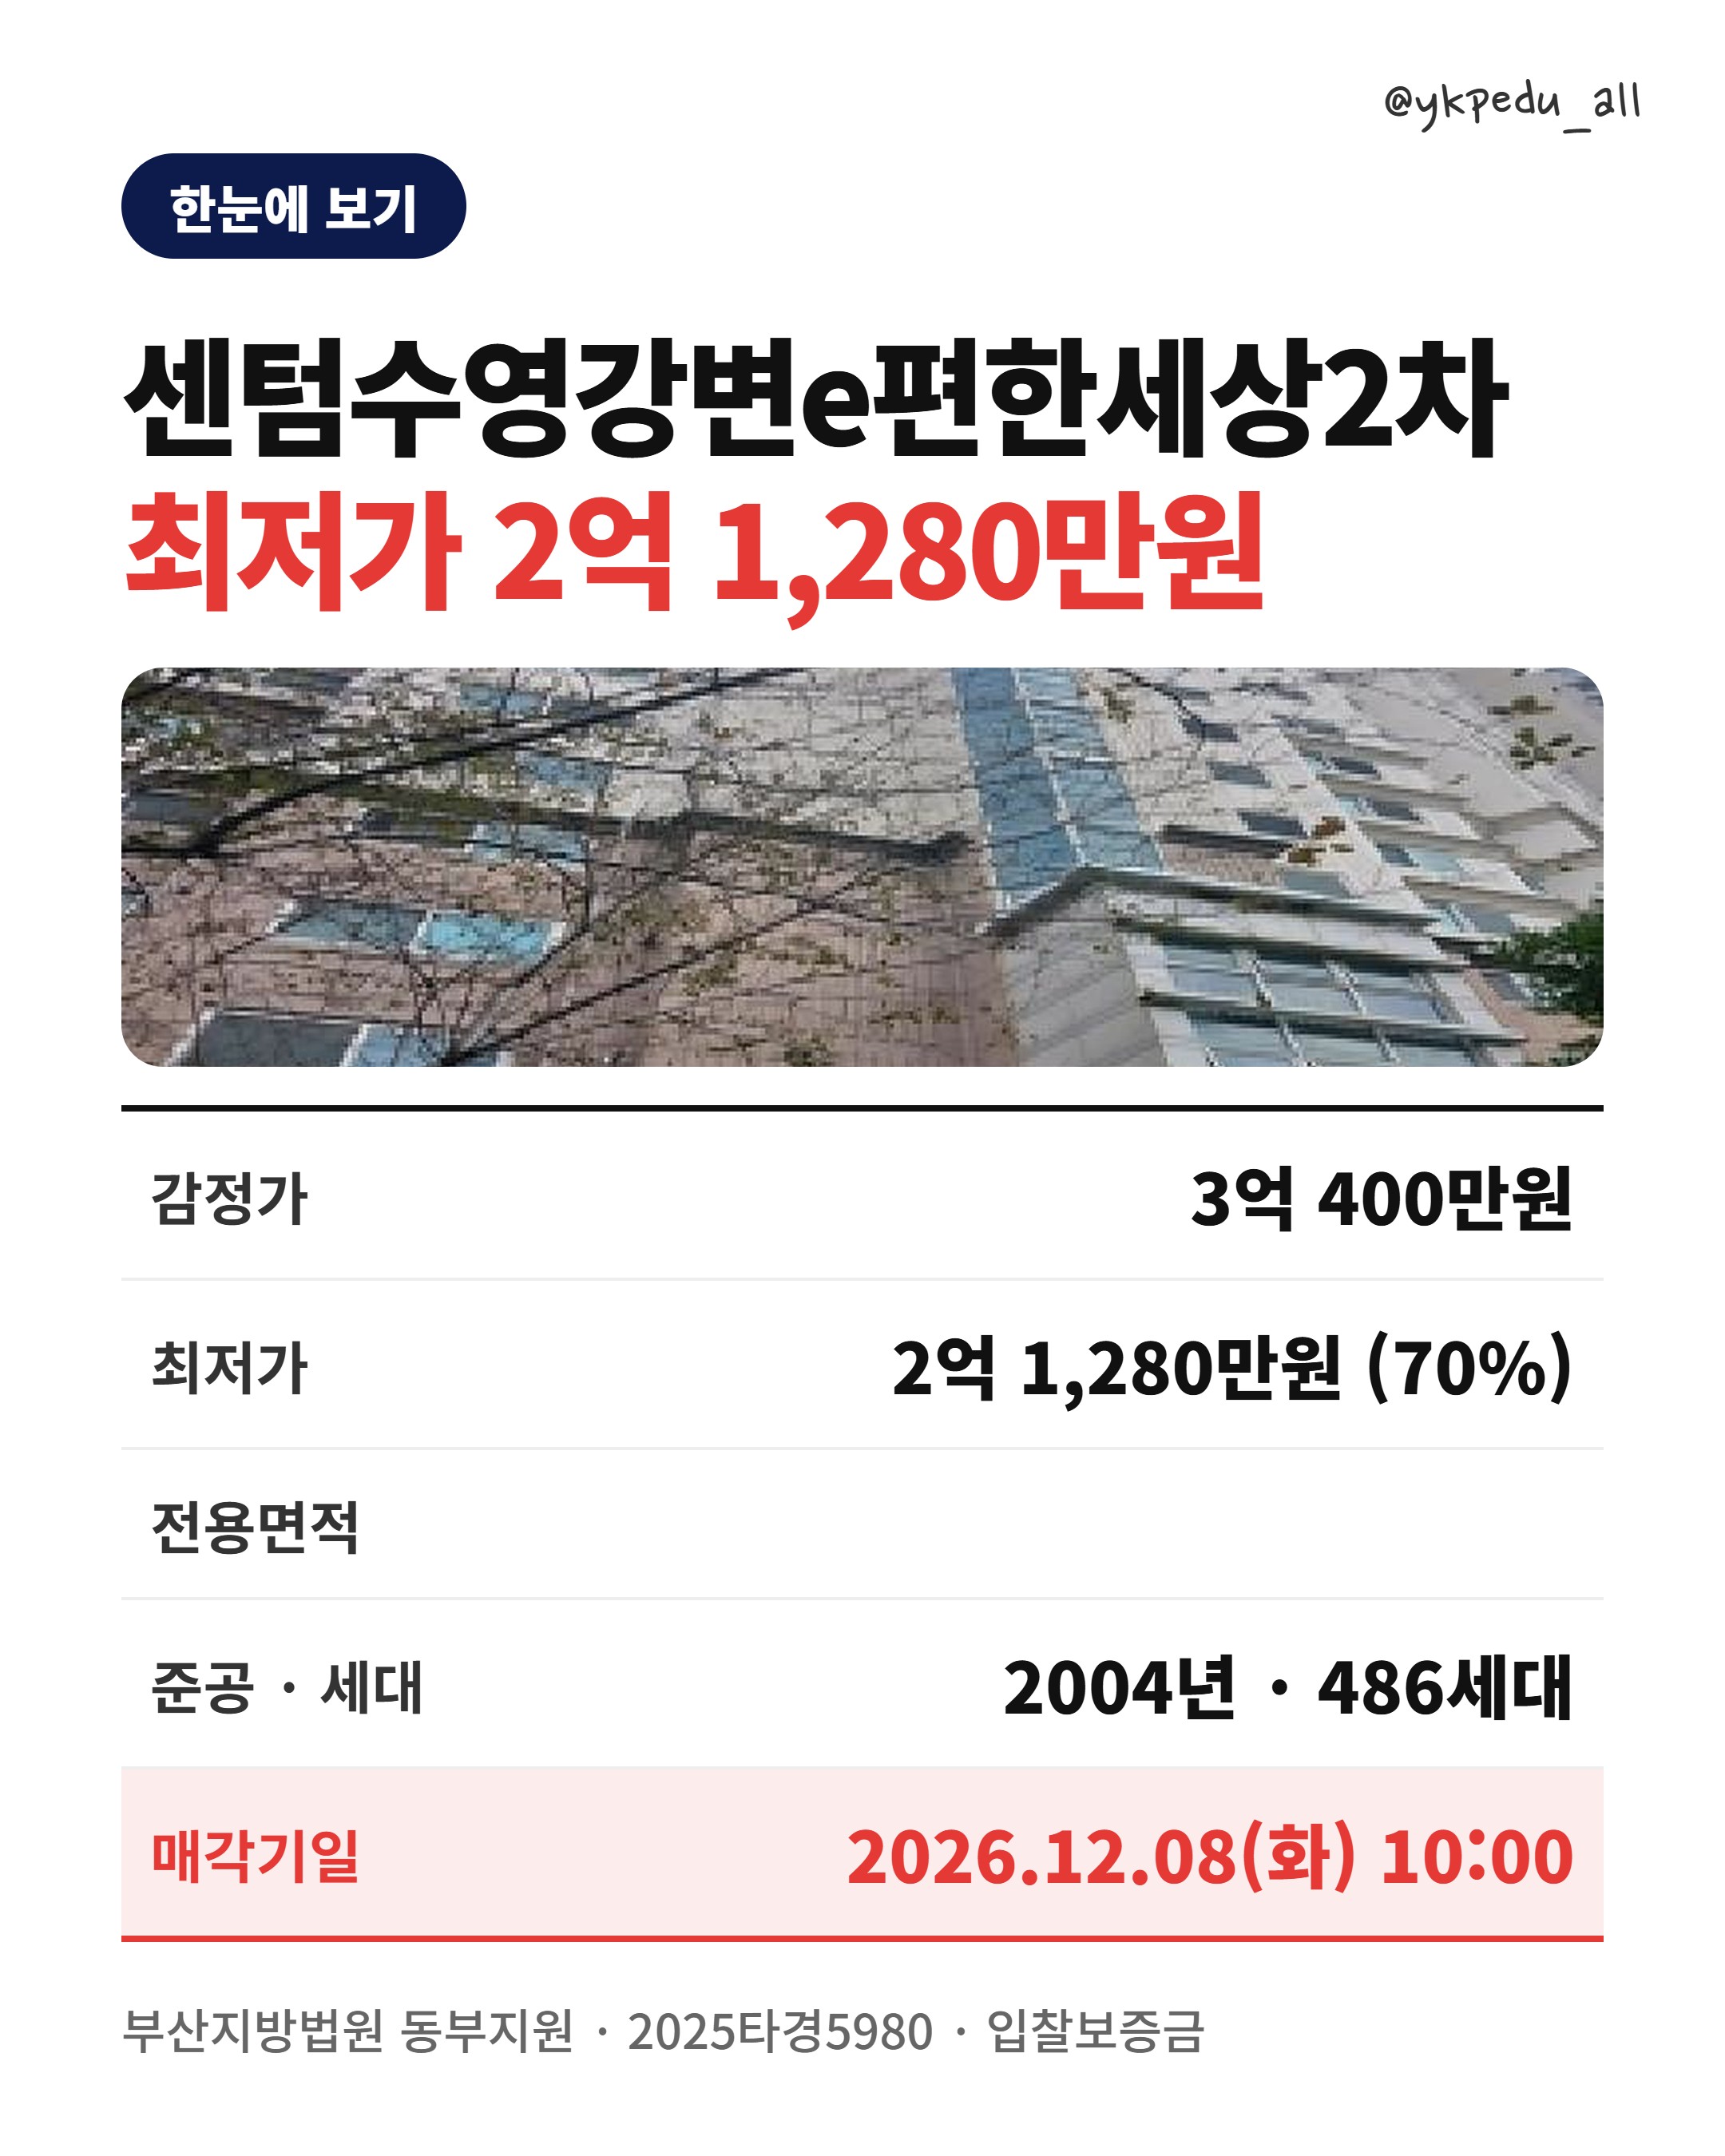 @ykpedu_all
한눈에 보기
센텀수영강변e편한세상2차
최저가 2억 1,280만원
감정가 3억 400만원
최저가 2억 1,280만원 (70%)
전용면적
준공 · 세대 2004년 · 486세대
매각기일 2026.12.08(화) 10:00
부산지방법원 동부지원 · 2025타경5980 · 입찰보증금